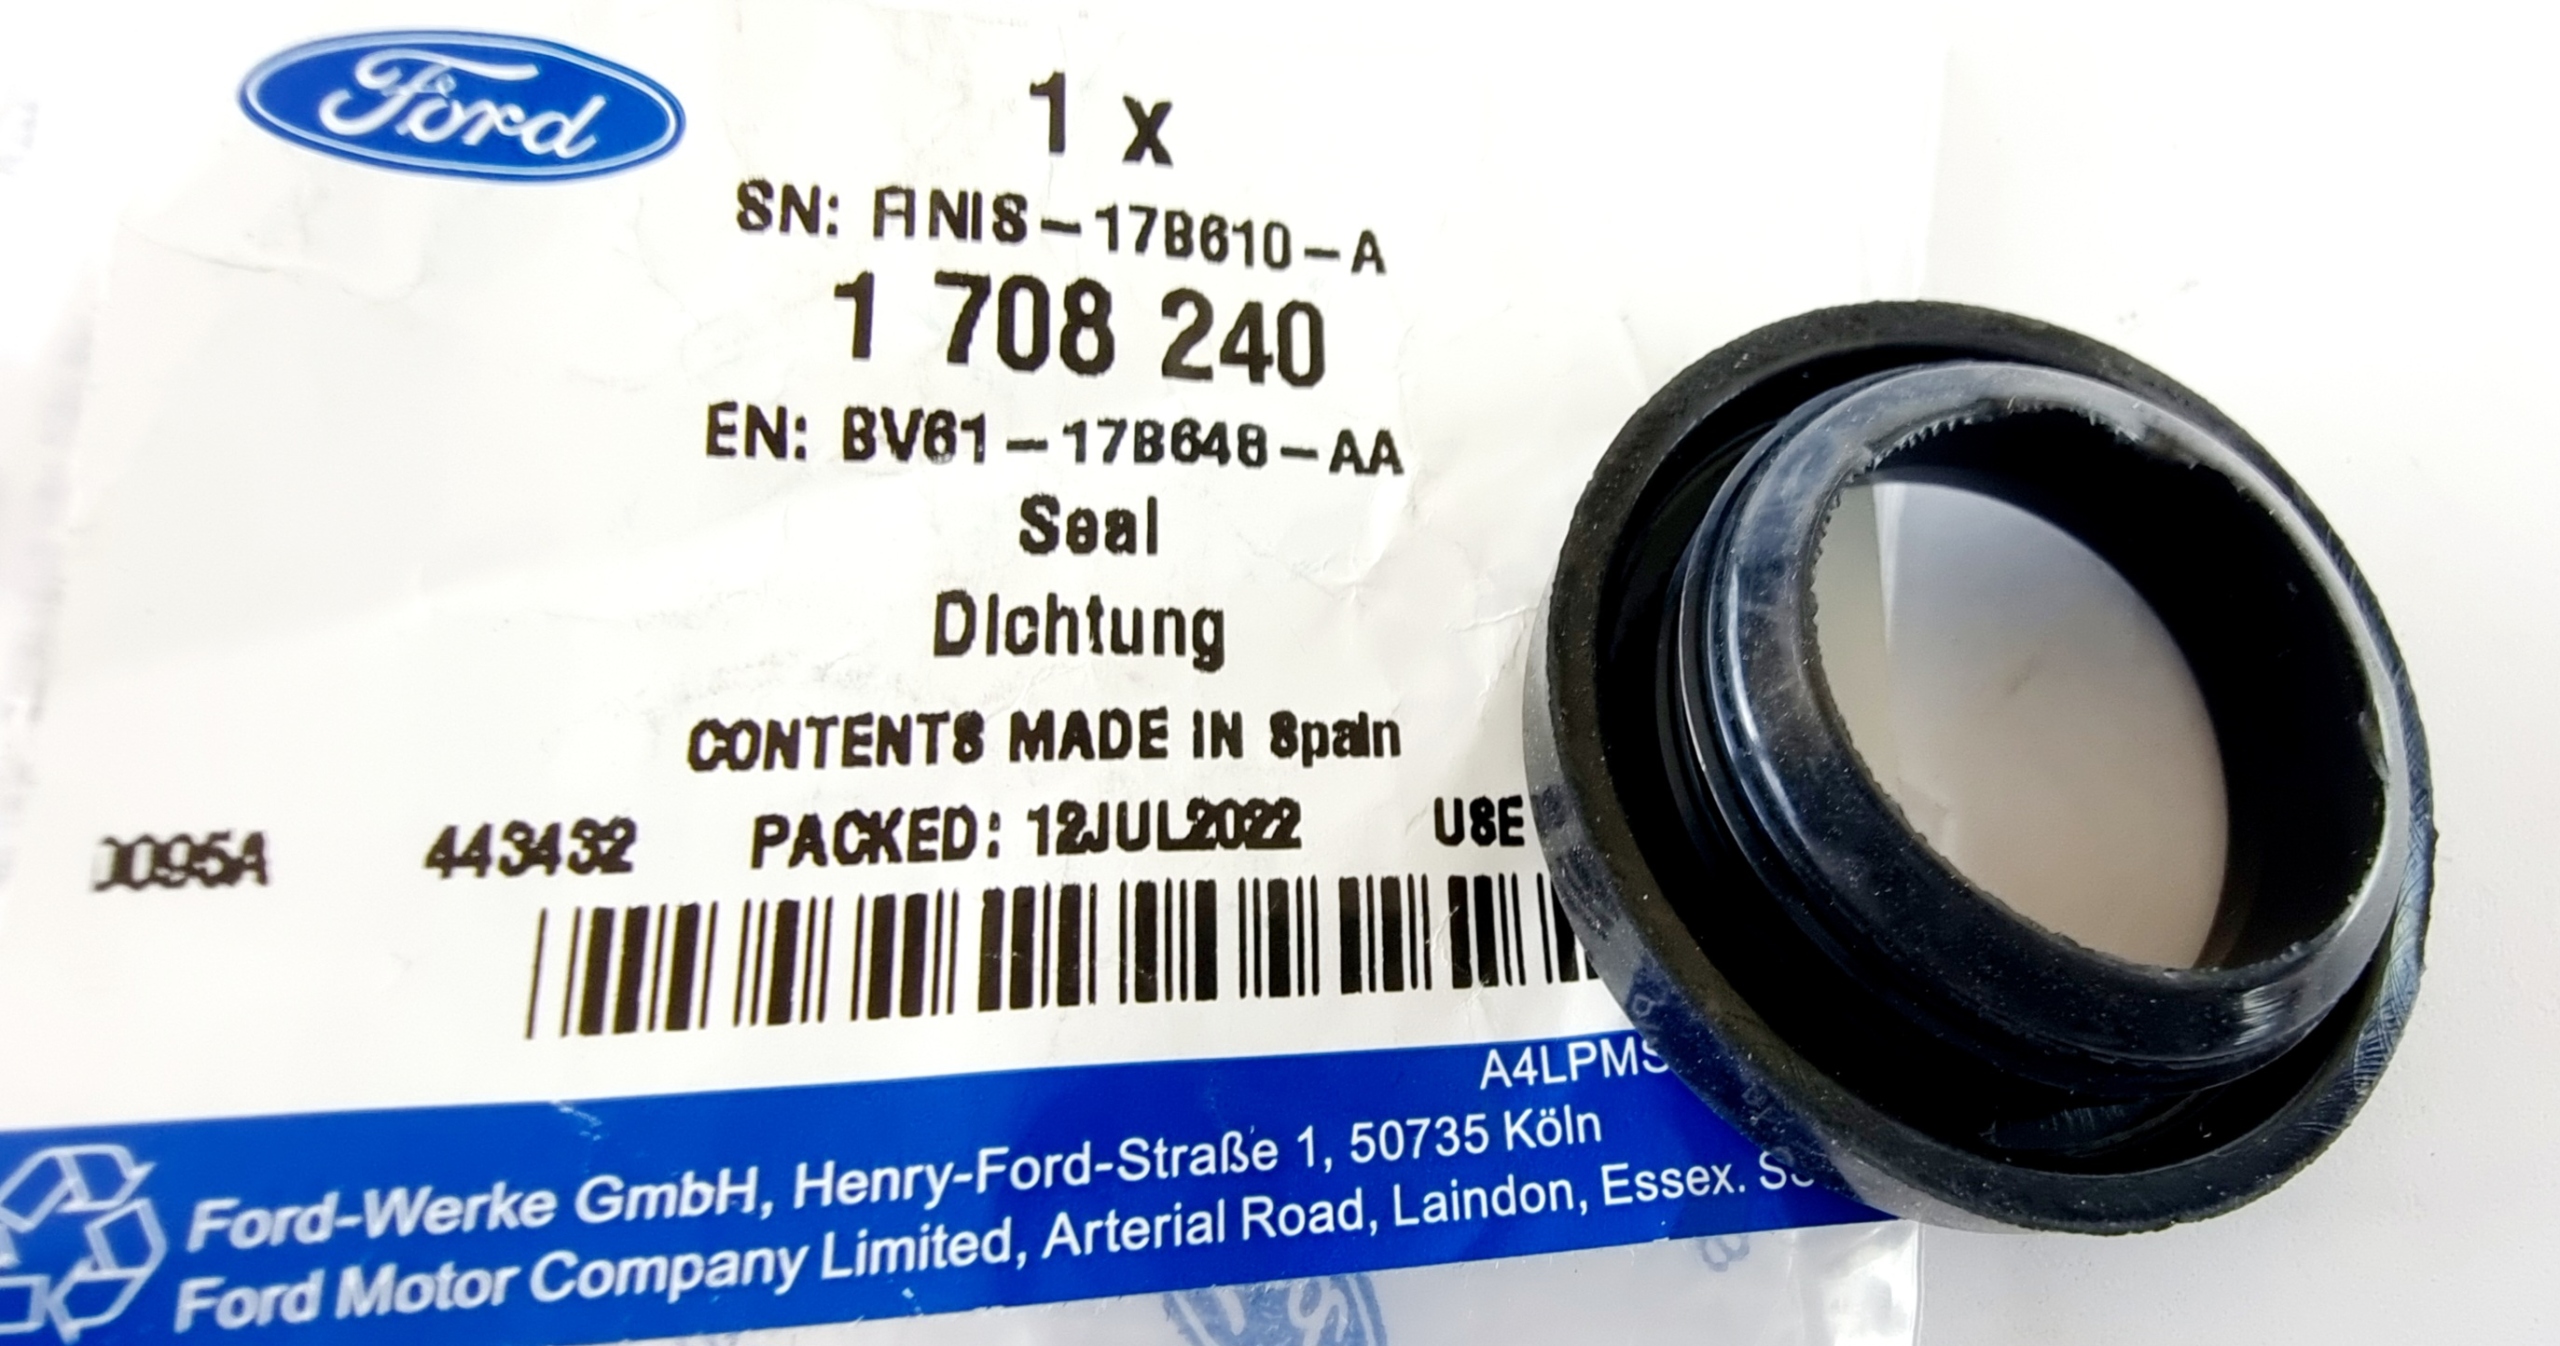 Ford
1 x
SN: FINIS-17B610-A
1 708 240
EN: BV61-17B648-AA
Seal
Dichtung
CONTENTS MADE IN Spain
443432 PACKED: 12JUL2022 USE
A4LPMS
Ford-Werke GmbH, Henry-Ford-Straße 1, 50735 Köln
Ford Motor Company Limited, Arterial Road, Laindon, Essex.